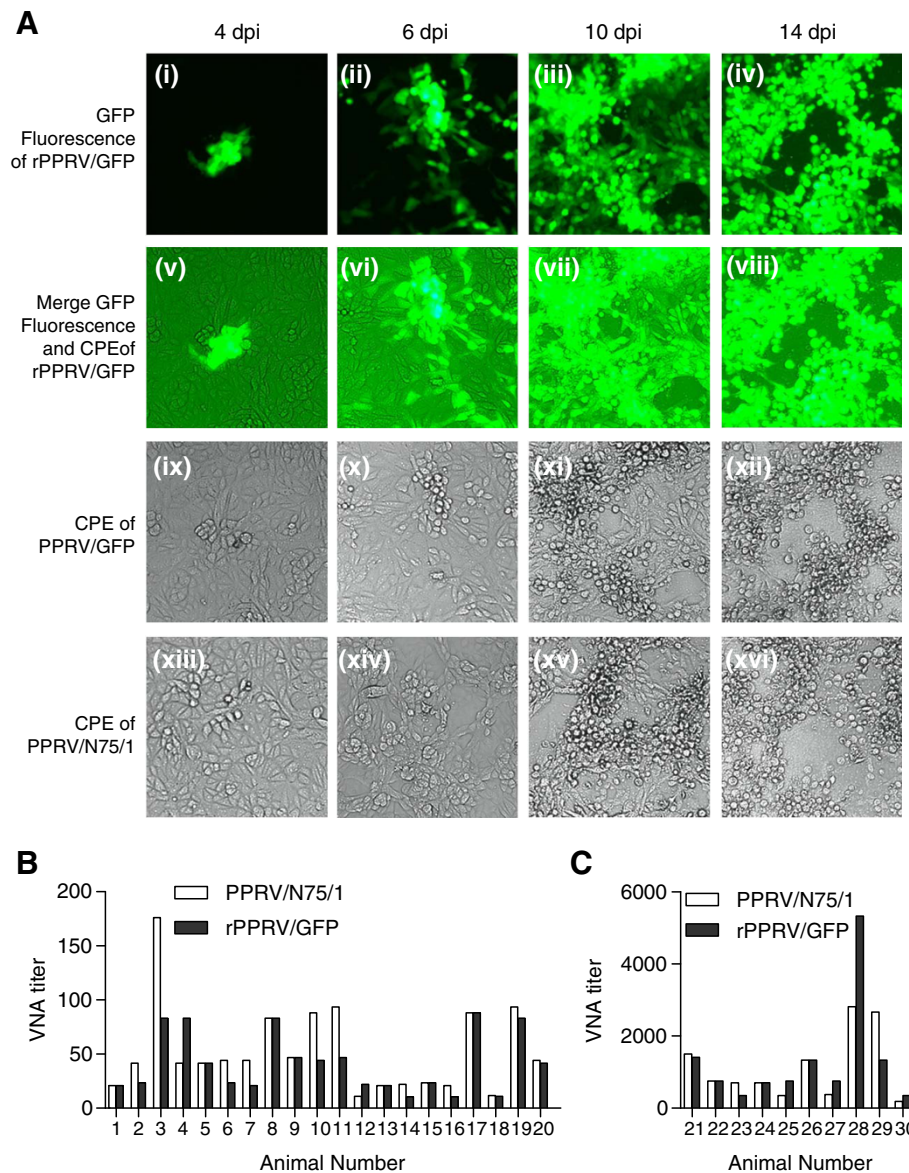 A
4 dpi 6 dpi 10 dpi 14 dpi
GFP
Fluorescence
of rPPRV/GFP
(i) (ii) (iii) (iv)
Merge GFP
Fluorescence
and CPEof
rPPRV/GFP
(v) (vi) (vii) (viii)
CPE of
PPRV/GFP
(ix) (x) (xi) (xii)
CPE of
PPRV/N75/1
(xiii) (xiv) (xv) (xvi)
B
PPRV/N75/1
rPPRV/GFP
VNA titer
200
150
100
50
0
1 2 3 4 5 6 7 8 9 10 11 12 13 14 15 16 17 18 19 20
Animal Number
C
PPRV/N75/1
rPPRV/GFP
VNA titer
6000
4000
2000
0
21 22 23 24 25 26 27 28 29 30
Animal Number